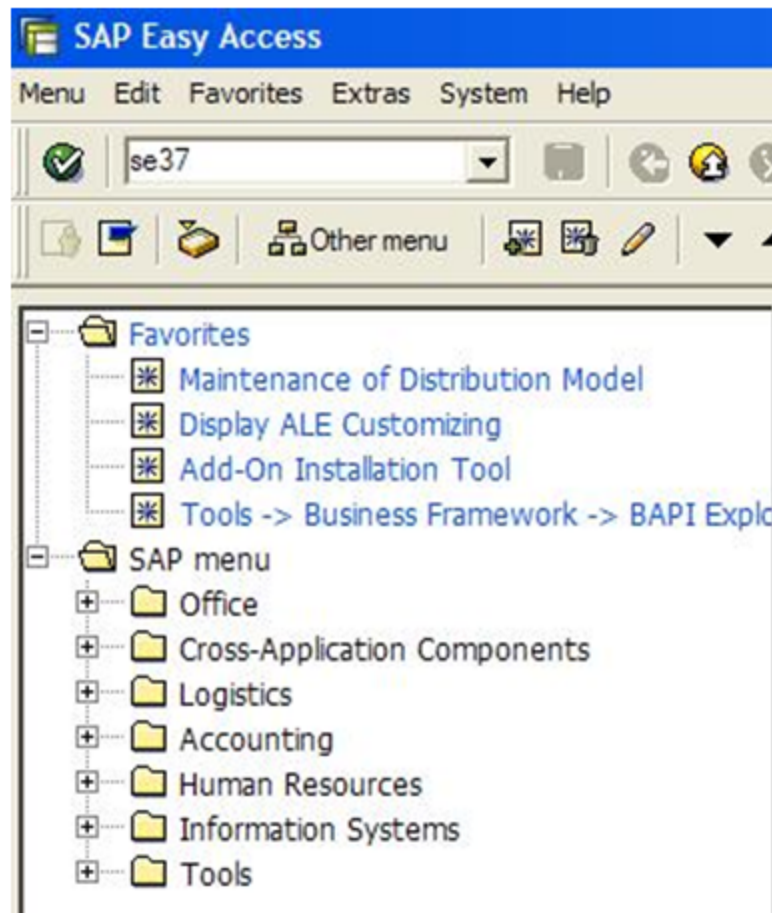 SAP Easy Access
Menu Edit Favorites Extras System Help
se37
Other menu
Favorites
Maintenance of Distribution Model
Display ALE Customizing
Add-On Installation Tool
Tools -> Business Framework -> BAPI Explo
SAP menu
Office
Cross-Application Components
Logistics
Accounting
Human Resources
Information Systems
Tools